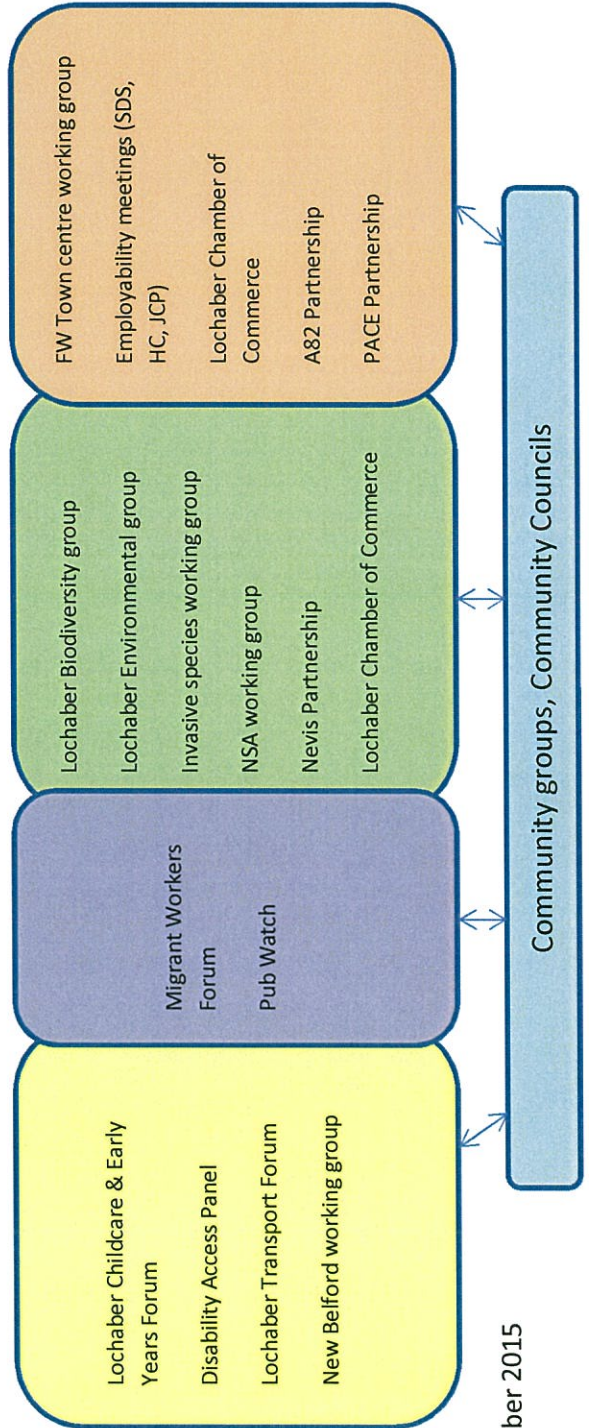 Lochaber Childcare & Early
Years Forum
Disability Access Panel
Lochaber Transport Forum
New Belford working group
Migrant Workers
Forum
Pub Watch
Lochaber Biodiversity group
Lochaber Environmental group
Invasive species working group
NSA working group
Nevis Partnership
Lochaber Chamber of Commerce
FW Town centre working group
Employability meetings (SDS,
HC, JCP)
Lochaber Chamber of
Commerce
A82 Partnership
PACE Partnership
Community groups, Community Councils
ber 2015